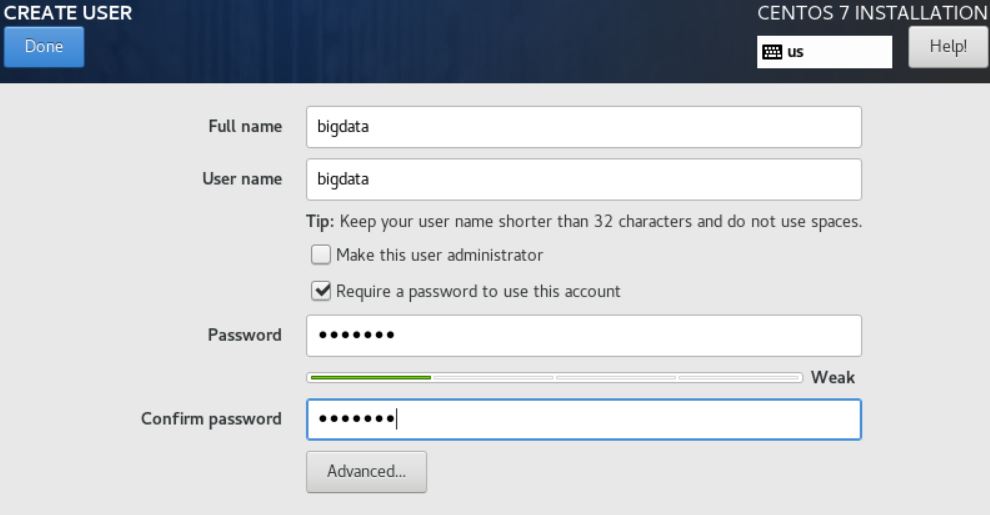 CREATE USER
CENTOS 7 INSTALLATION
Done
us
Help!
Full name
bigdata
User name
bigdata
Tip: Keep your user name shorter than 32 characters and do not use spaces.
Make this user administrator
Require a password to use this account
Password
•••••••
Weak
Confirm password
•••••••
Advanced...